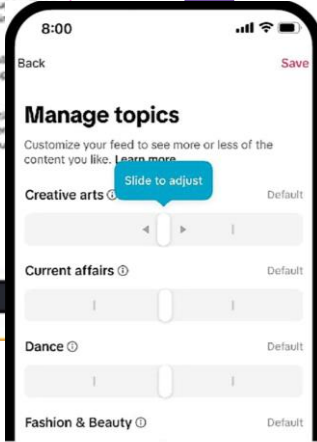 8:00
Back Save
Manage topics
Customize your feed to see more or less of the
content you like. Learn more
Slide to adjust
Creative arts Default
Current affairs Default
Dance Default
Fashion & Beauty Default